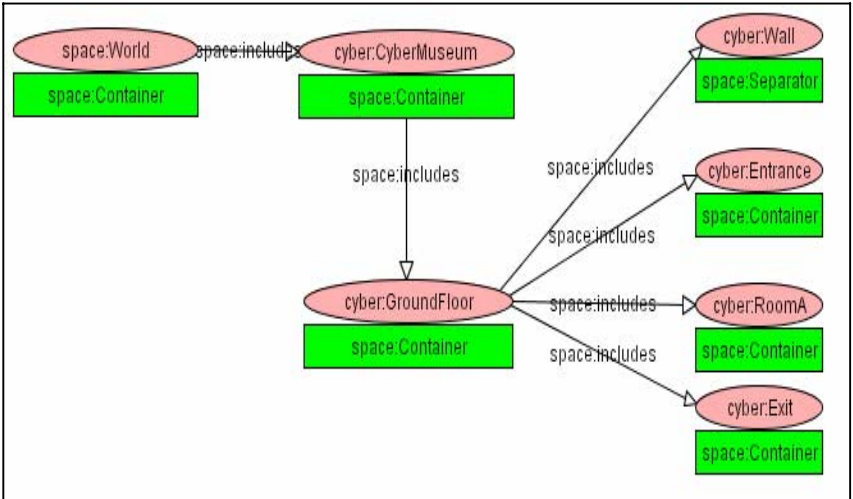 space:World
space:Container
space:includes
cyber:CyberMuseum
space:Container
space:includes
cyber:GroundFloor
space:Container
space:includes
cyber:Wall
space:Separator
space:includes
cyber:Entrance
space:Container
space:includes
cyber:RoomA
space:Container
space:includes
cyber:Exit
space:Container